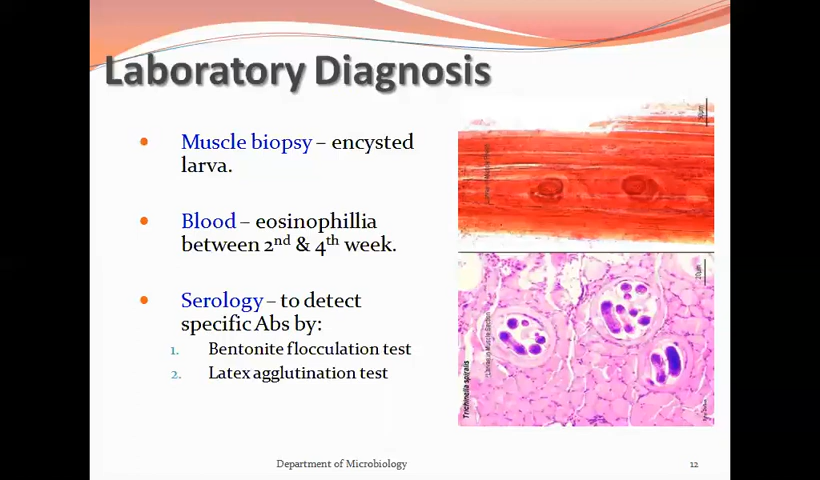 Laboratory Diagnosis
Muscle biopsy – encysted
larva.
Blood – eosinophillia
between 2nd & 4th week.
Serology – to detect
specific Abs by:
1. Bentonite flocculation test
2. Latex agglutination test
Trichinella spiralis
Department of Microbiology
12